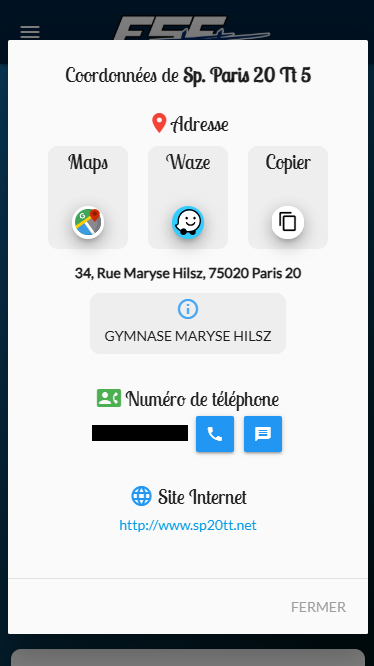 Coordonnées de Sp. Paris 20 Tt 5
Adresse
Maps
Waze
Copier
34, Rue Maryse Hilsz, 75020 Paris 20
GYMNASE MARYSE HILSZ
Numéro de téléphone
Site Internet
http://www.sp20tt.net
FERMER